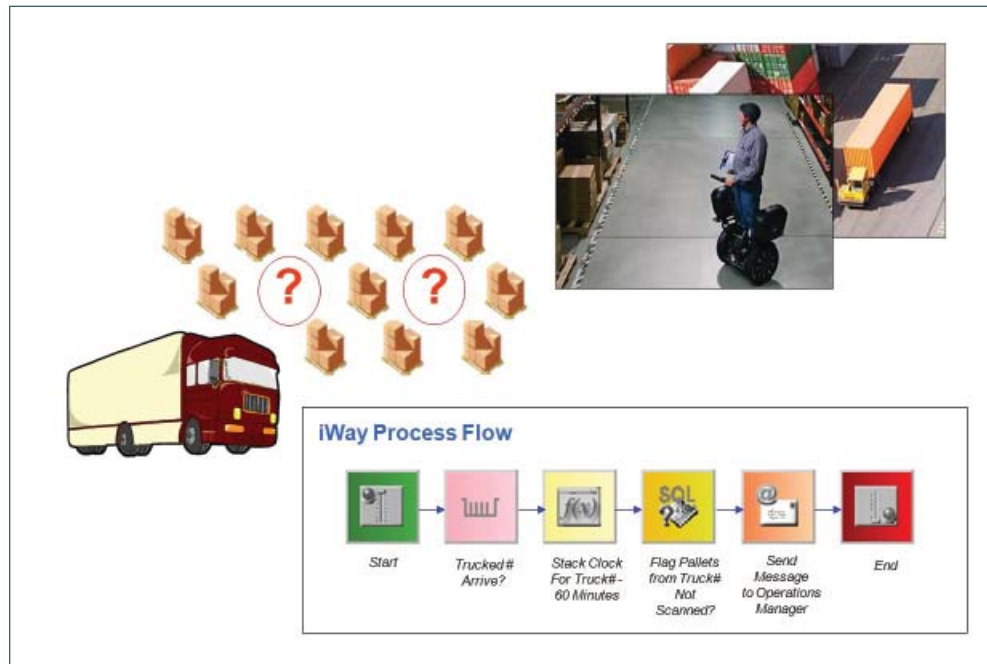 ?
?
iWay Process Flow
f(x)
SQL
?
@
Start
Trucked #
Arrive?
Stack Clock
For Truck# -
60 Minutes
Flag Pallets
from Truck#
Not
Scanned?
Send
Message
to Operations
Manager
End